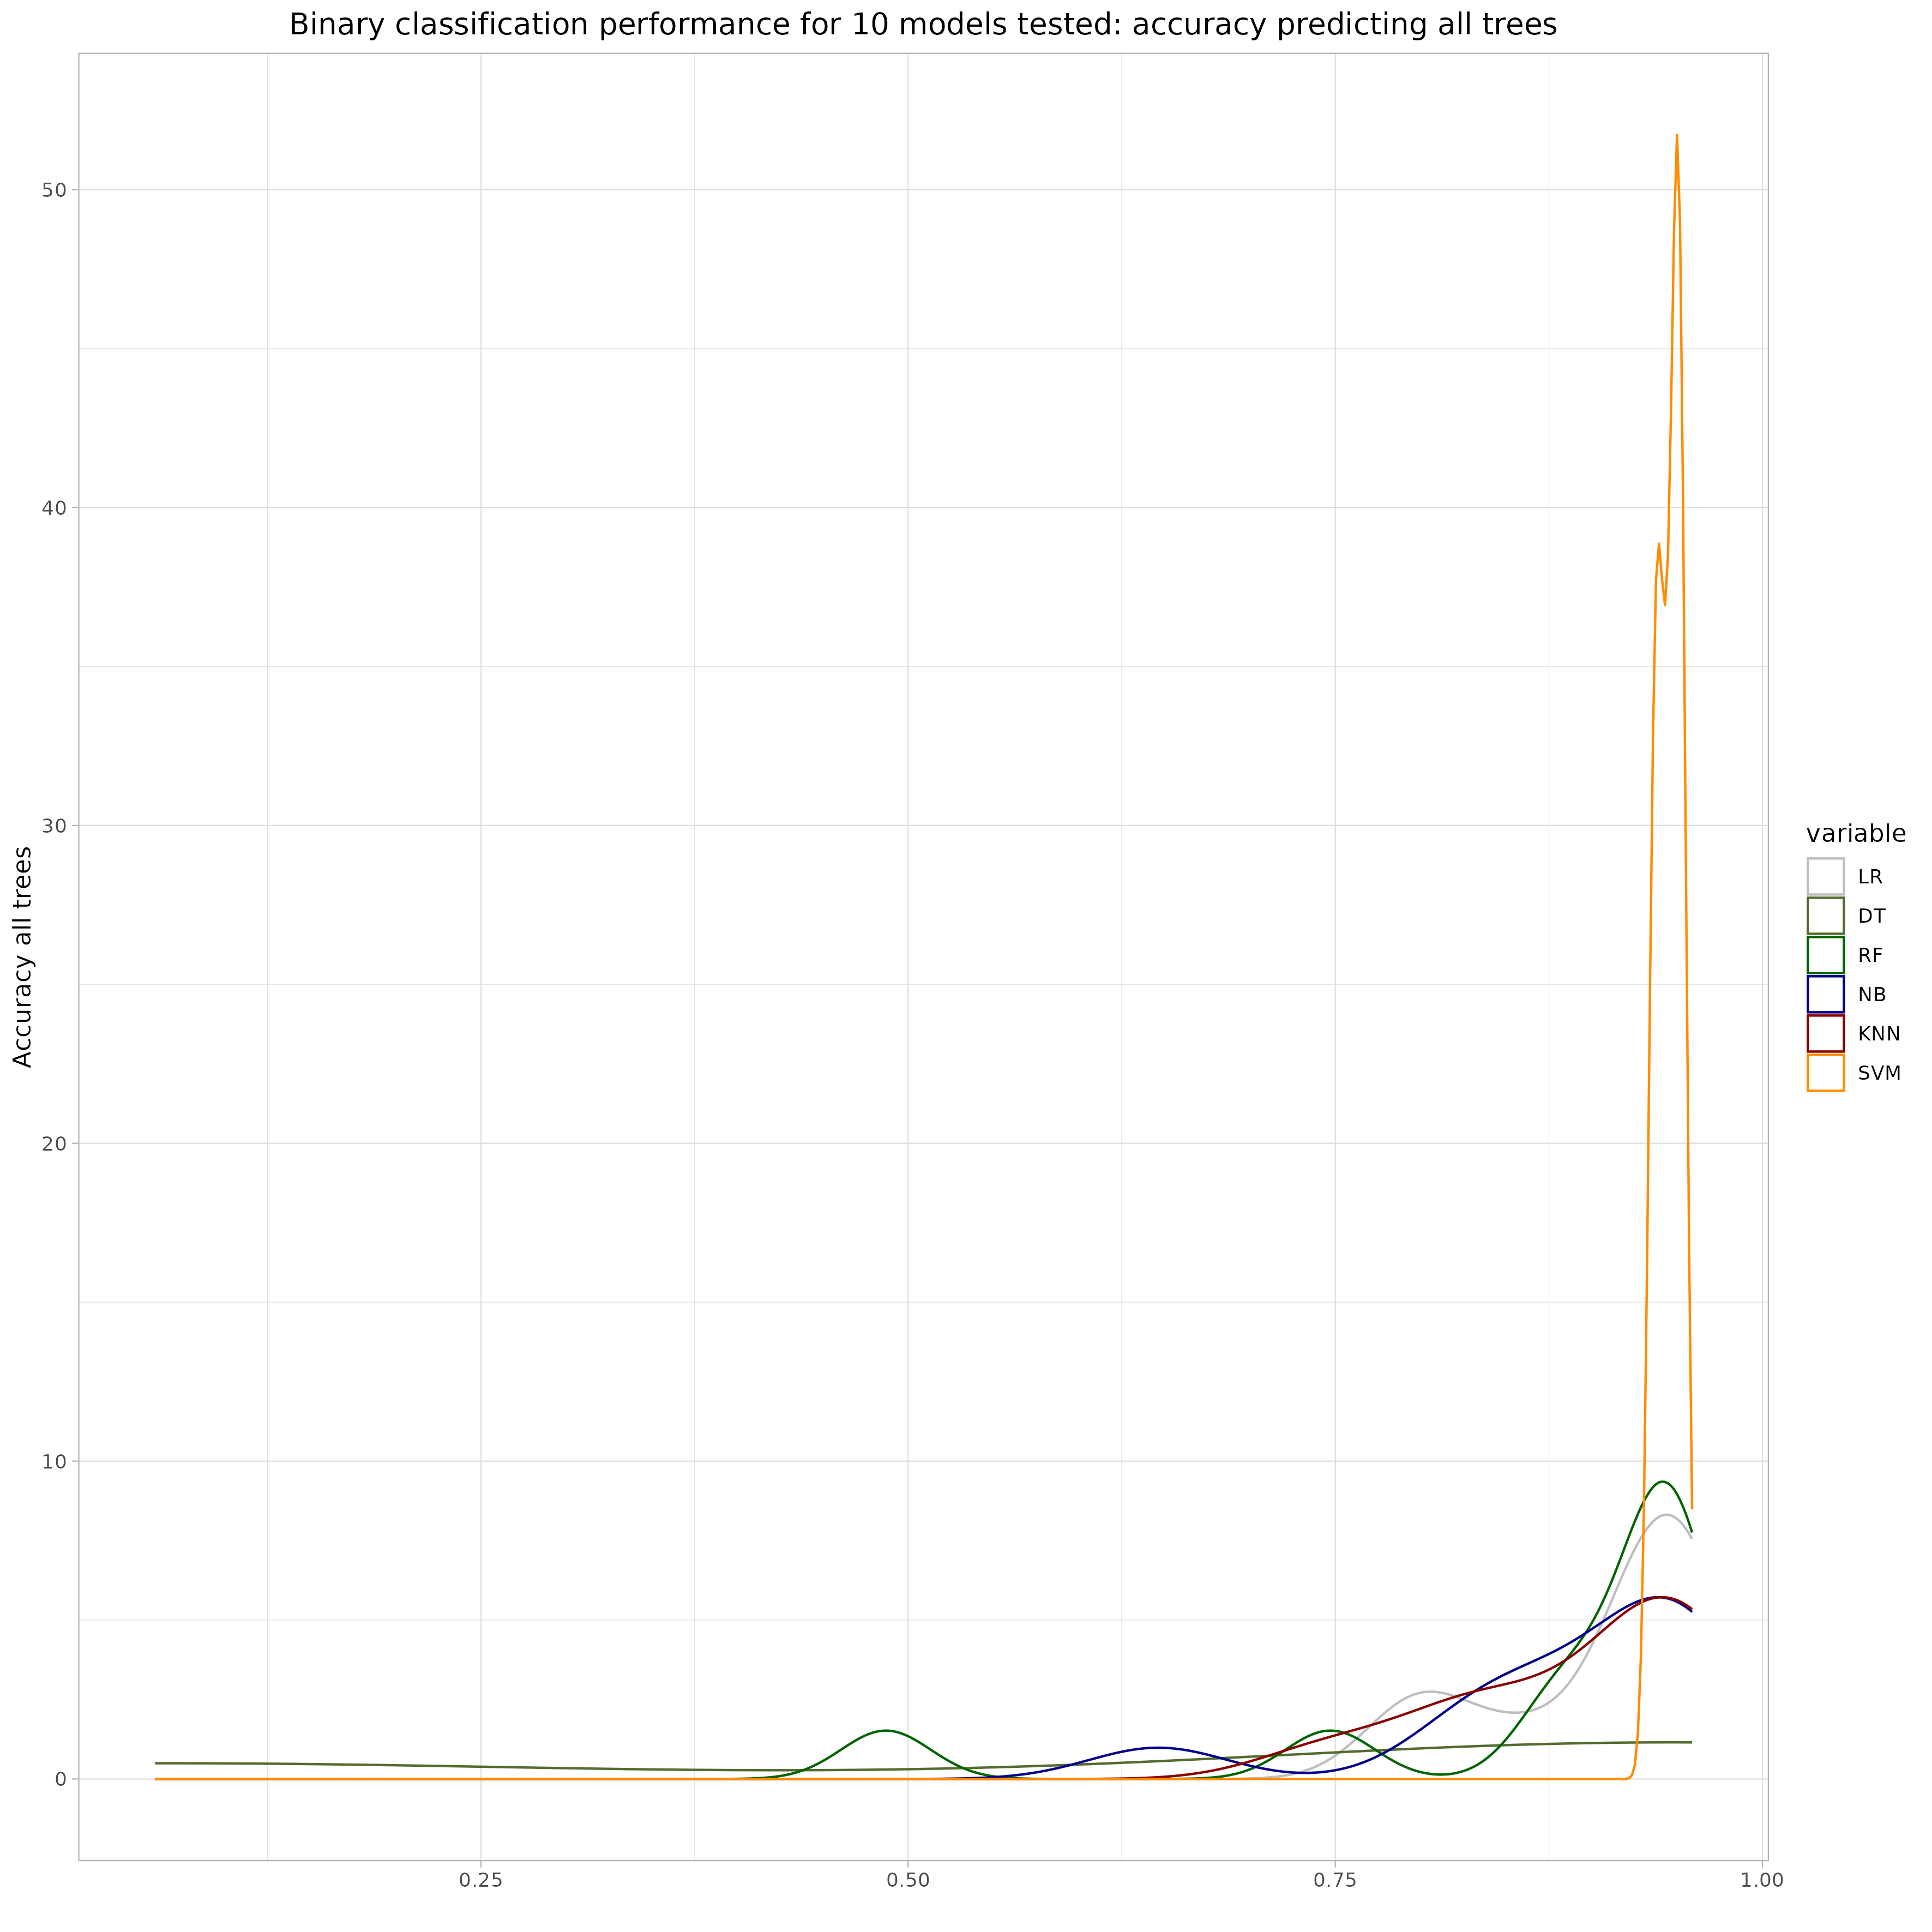 Binary classification performance for 10 models tested: accuracy predicting all trees
50
40
30
20
10
0
Accuracy all trees
0.25
0.50
0.75
1.00
variable
LR
DT
RF
NB
KNN
SVM